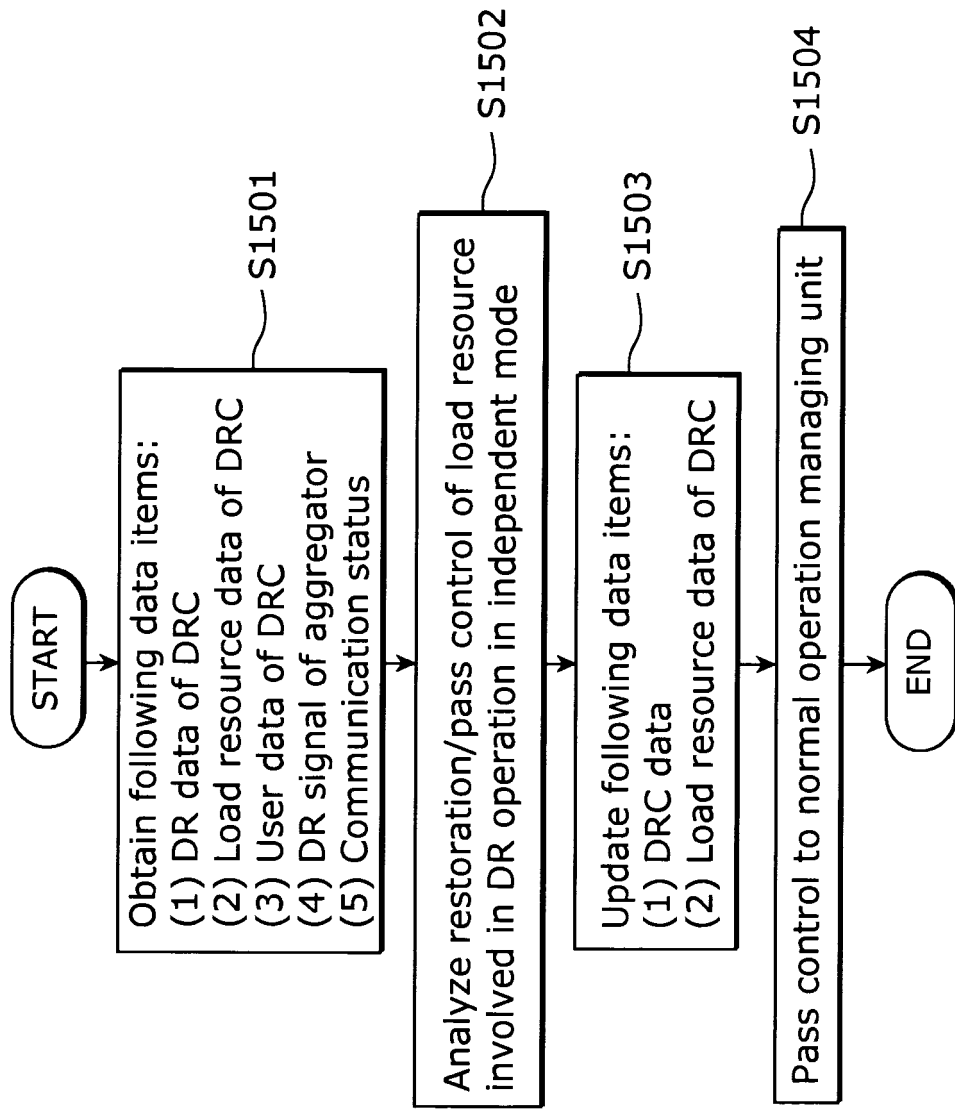 START
Obtain following data items:
(1) DR data of DRC
(2) Load resource data of DRC
(3) User data of DRC
(4) DR signal of aggregator
(5) Communication status
S1501
Analyze restoration/pass control of load resource
involved in DR operation in independent mode
S1502
Update following data items:
(1) DRC data
(2) Load resource data of DRC
S1503
Pass control to normal operation managing unit
S1504
END